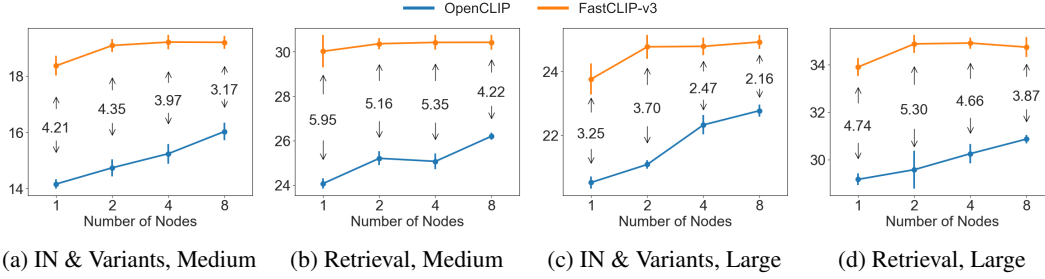 OpenCLIP FastCLIP-v3
18
16
14
4.21
4.35
3.97
3.17
1 2 4 8
Number of Nodes
(a) IN & Variants, Medium
30
28
26
24
5.95
5.16
5.35
4.22
1 2 4 8
Number of Nodes
(b) Retrieval, Medium
24
22
3.25
3.70
2.47
2.16
1 2 4 8
Number of Nodes
(c) IN & Variants, Large
34
32
30
4.74
5.30
4.66
3.87
1 2 4 8
Number of Nodes
(d) Retrieval, Large